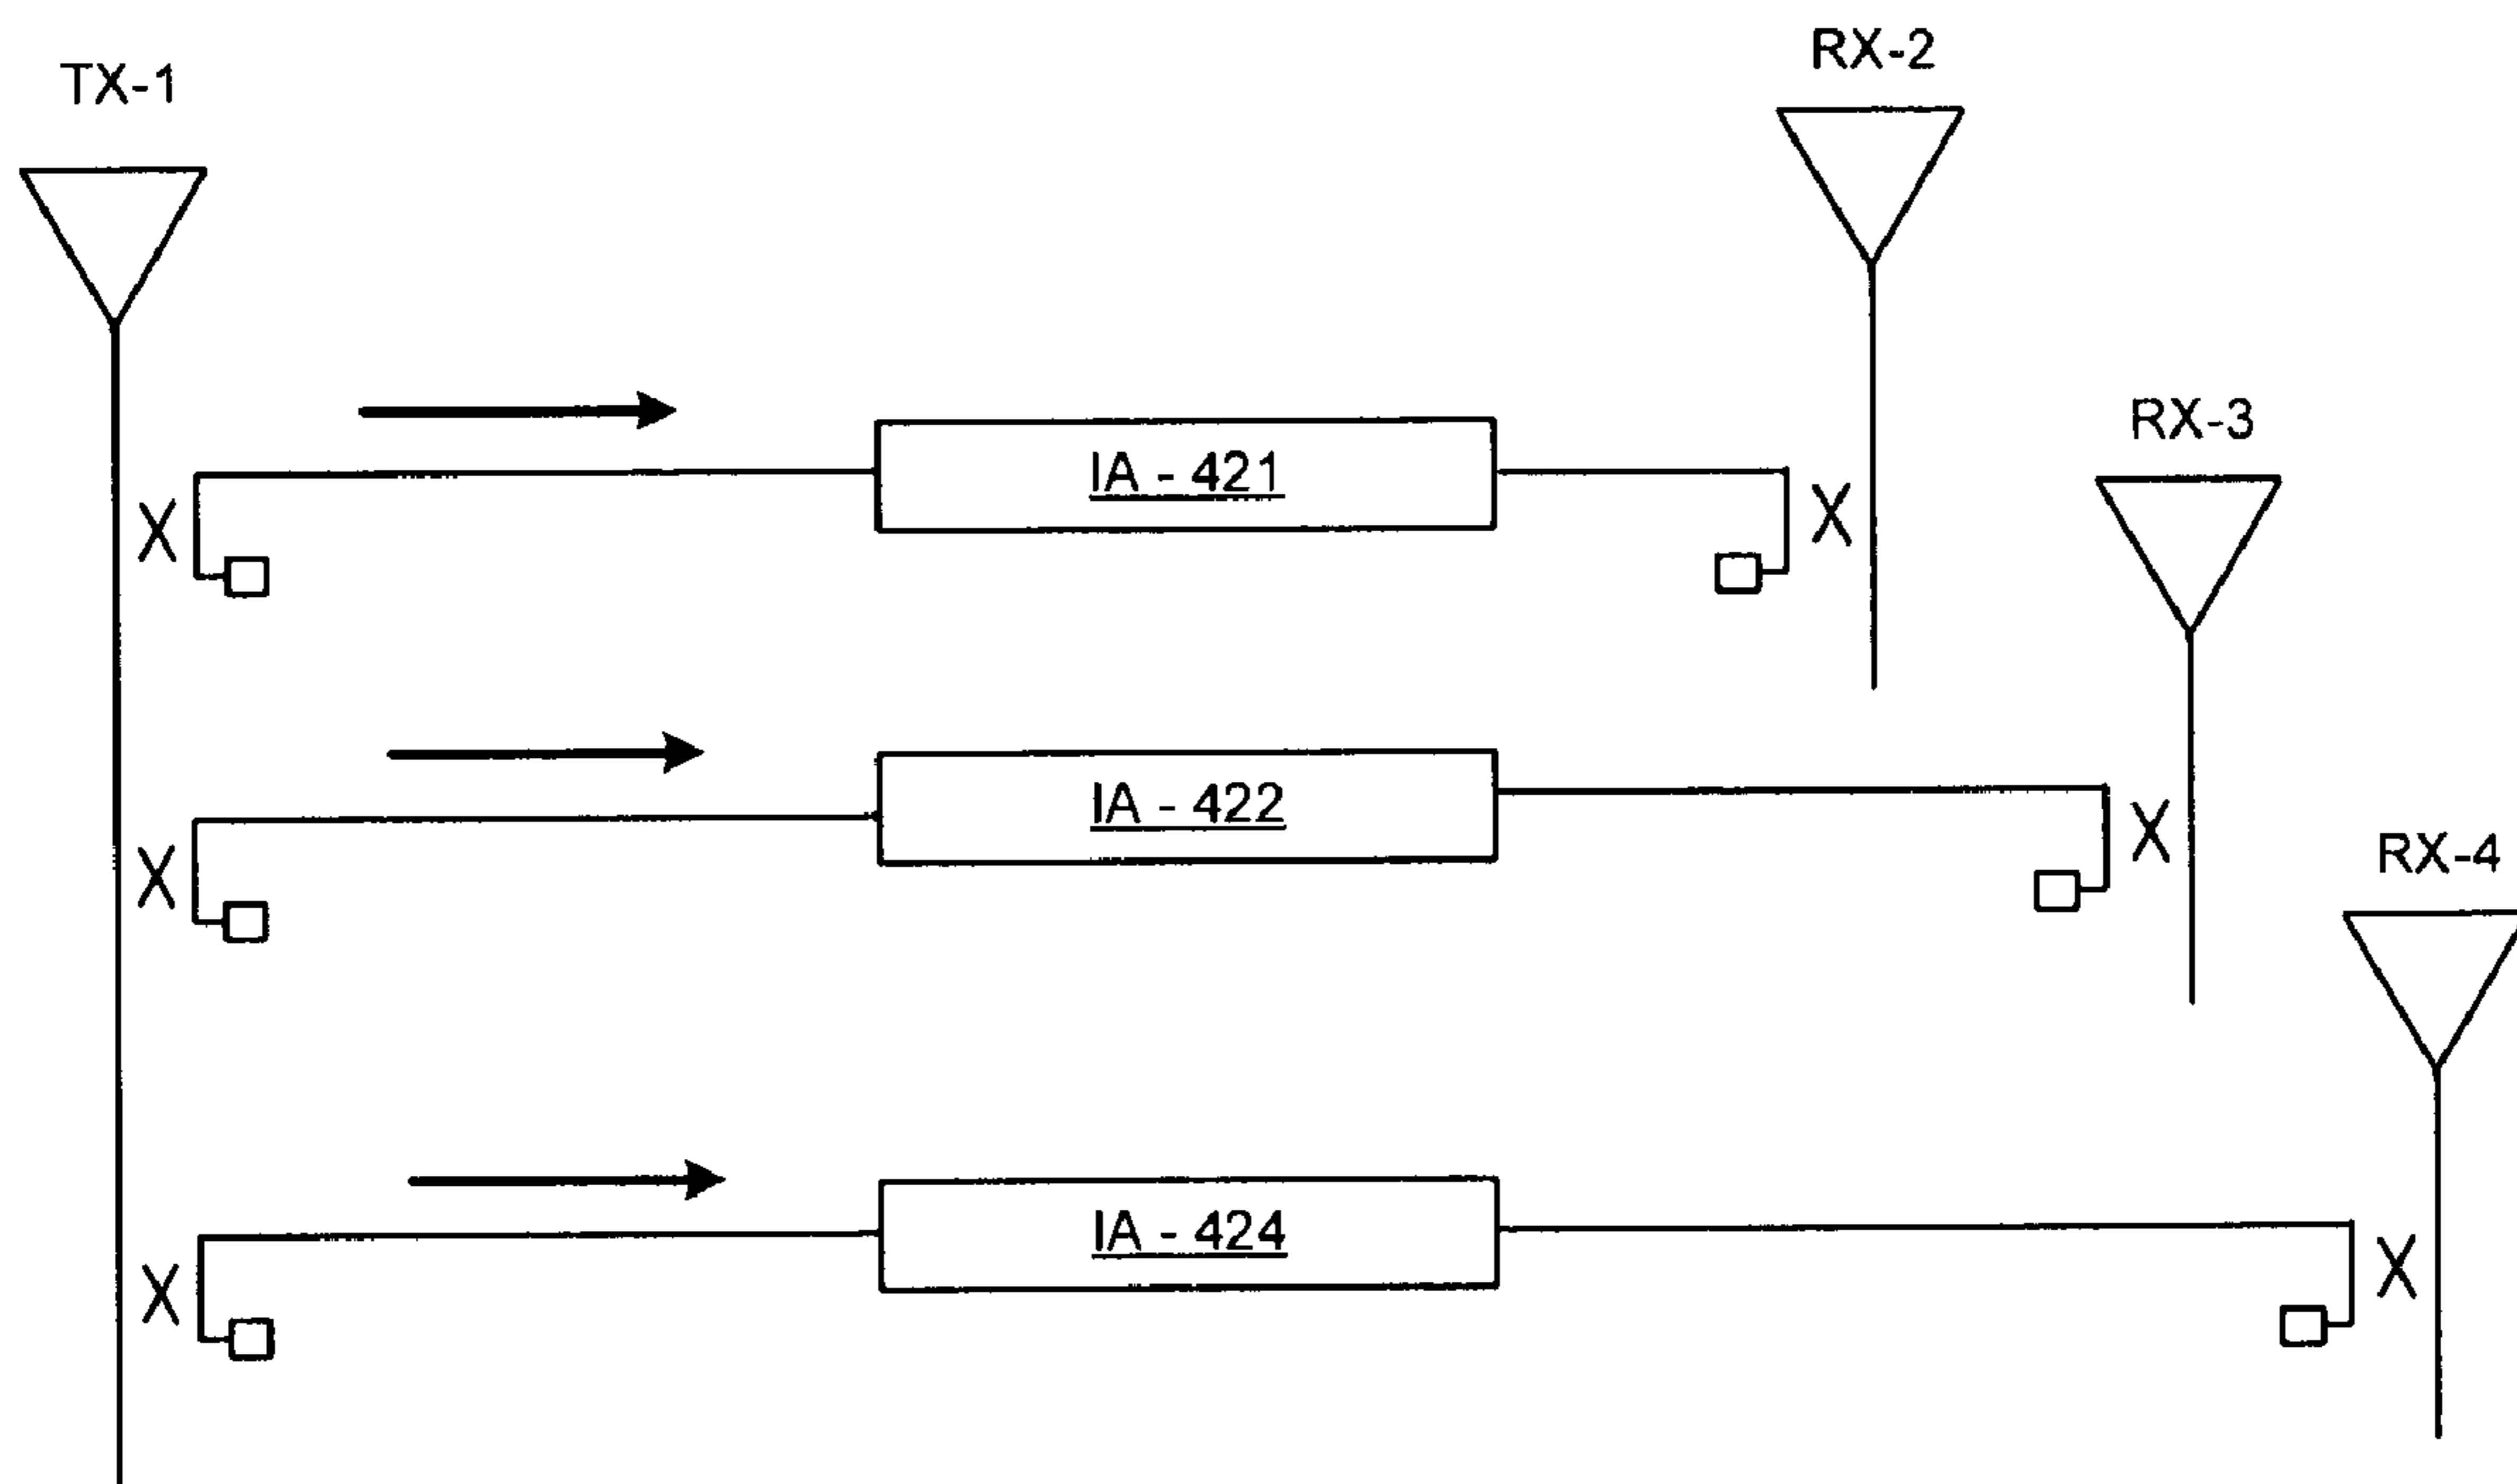 TX-1
RX-2
RX-3
RX-4
X
IA - 421
X
X
IA - 422
X
X
IA - 424
X